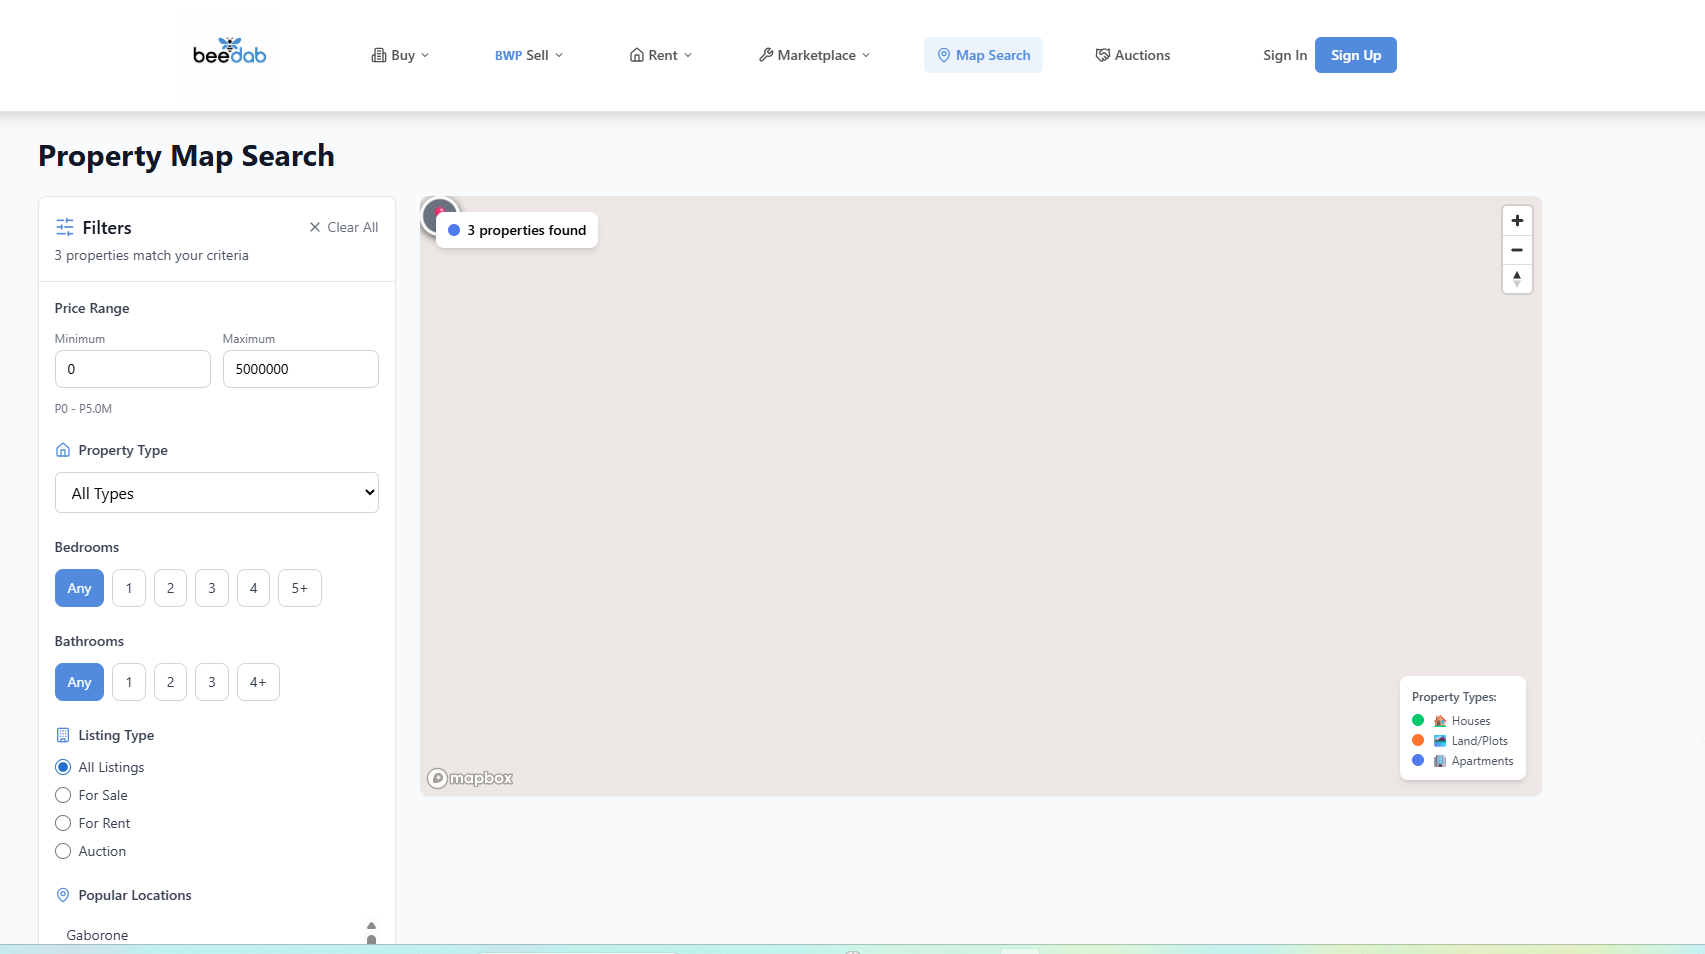 beedab
Buy
BWP Sell
Rent
Marketplace
Map Search
Auctions
Sign In
Sign Up
Property Map Search
Filters
Clear All
3 properties match your criteria
Price Range
Minimum
Maximum
0
5000000
P0 - P5.0M
Property Type
All Types
Bedrooms
Any
1
2
3
4
5+
Bathrooms
Any
1
2
3
4+
Listing Type
All Listings
For Sale
For Rent
Auction
Popular Locations
Gaborone
3 properties found
Property Types:
Houses
Land/Plots
Apartments
mapbox